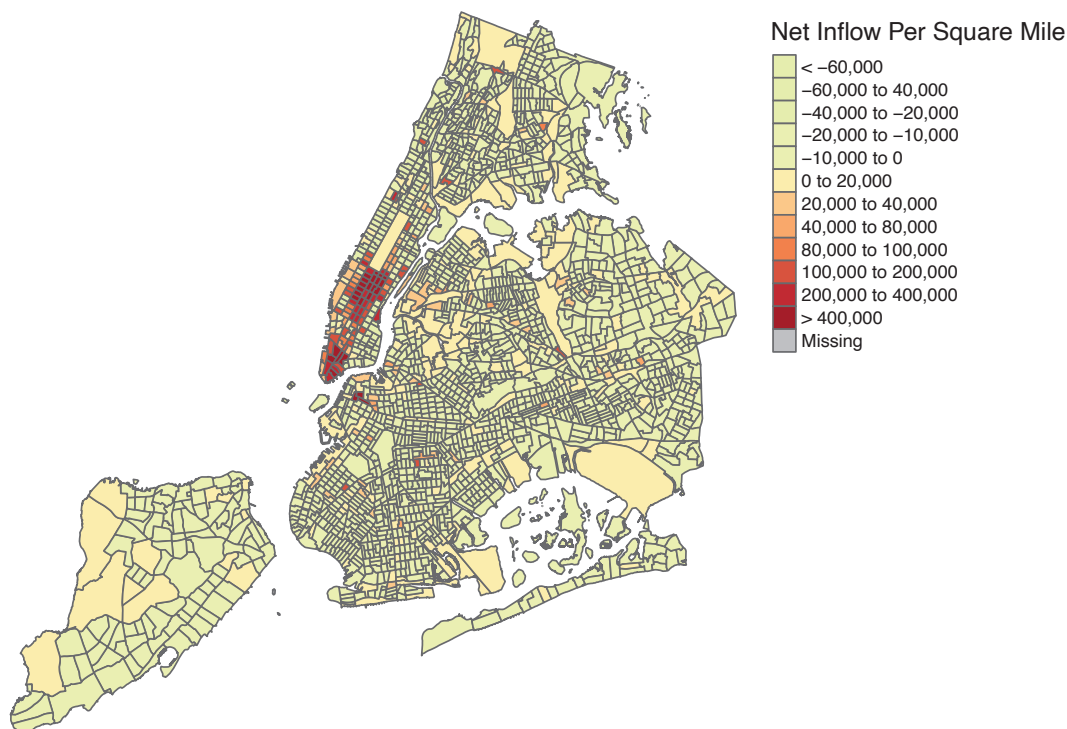 Net Inflow Per Square Mile
< −60,000
−60,000 to 40,000
−40,000 to −20,000
−20,000 to −10,000
−10,000 to 0
0 to 20,000
20,000 to 40,000
40,000 to 80,000
80,000 to 100,000
100,000 to 200,000
200,000 to 400,000
> 400,000
Missing